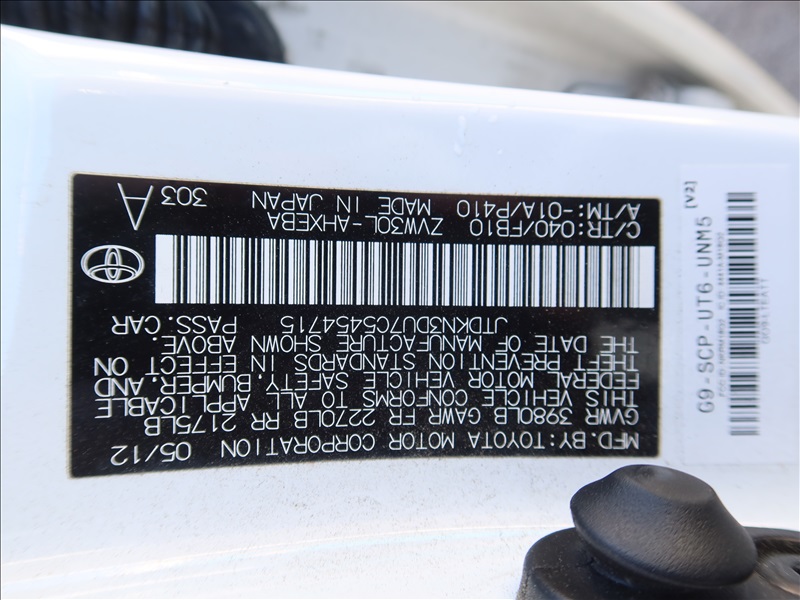 MFD. BY: TOYOTA MOTOR CORPORATION 05/12
GVWR 3980LB GAWR FR 2270LB RR 2175LB
THIS VEHICLE CONFORMS TO ALL APPLICABLE
FEDERAL MOTOR VEHICLE SAFETY, BUMPER, AND
THEFT PREVENTION STANDARDS IN EFFECT ON
THE DATE OF MANUFACTURE SHOWN ABOVE.
JTDKN3DU7C5454715 PASS. CAR
C/TR: 040/FB10 ZVW30L-AHXEBA
A/TM: -01A/P410 MADE IN JAPAN A 303
G9-SCP-UT6-UNM5
[V2]